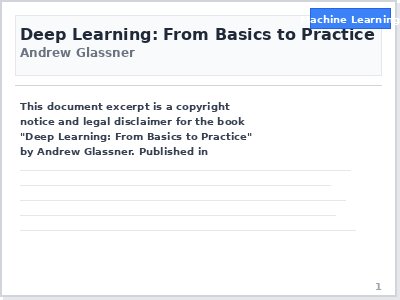 Machine Learning
Deep Learning: From Basics to Practice
Andrew Glassner
This document excerpt is a copyright
notice and legal disclaimer for the book
"Deep Learning: From Basics to Practice"
by Andrew Glassner. Published in
1